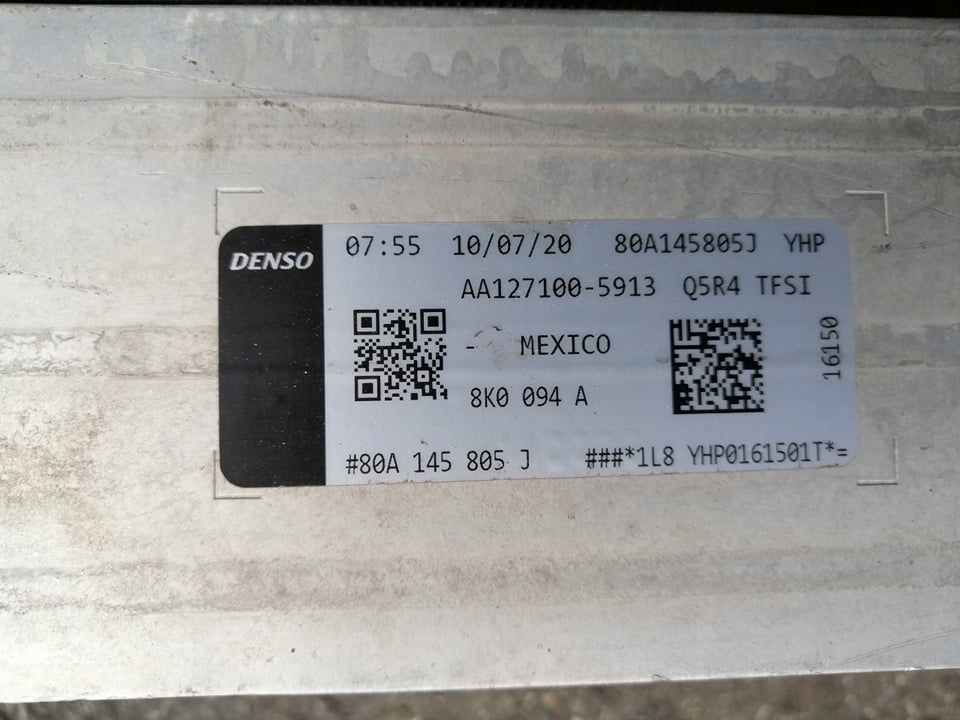 DENSO
07:55 10/07/20 80A145805J YHP
AA127100-5913 Q5R4 TFSI
- MEXICO
8K0 094 A
16150
#80A 145 805 J ###*1L8 YHP0161501T*=